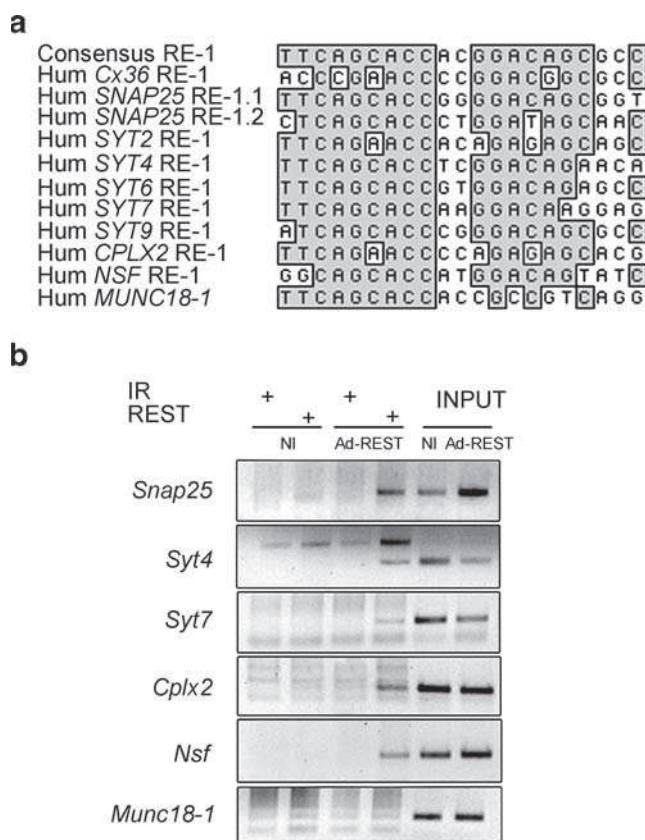 a
Consensus RE-1 TTCAGCACCACGGACAGCGCC
Hum Cx36 RE-1 ACCCGAACCCCGGACGGCGCC
Hum SNAP25 RE-1.1 TTCAGCACCGGGGACAGCGGT
Hum SNAP25 RE-1.2 CTCAGCACCCTGGATAGCAAC
Hum SYT2 RE-1 TTCAGAACCACAGAGAGCAGC
Hum SYT4 RE-1 TTCAGCACCTCGGACAGAACA
Hum SYT6 RE-1 TTCAGCACCGTGGACAGAGCC
Hum SYT7 RE-1 TTCAGCACCAAGGACAAGGAG
Hum SYT9 RE-1 ATCAGCACCCGGGACAGCGCC
Hum CPLX2 RE-1 TTCAGAACCCCAGAGAGCACG
Hum NSF RE-1 GGCAGCACCATGGACAGTATC
Hum MUNC18-1 TTCAGCACCACCGCCGTCAGG
b
IR + + INPUT
REST + +
NI Ad-REST NI Ad-REST
Snap25
Syt4
Syt7
Cplx2
Nsf
Munc18-1